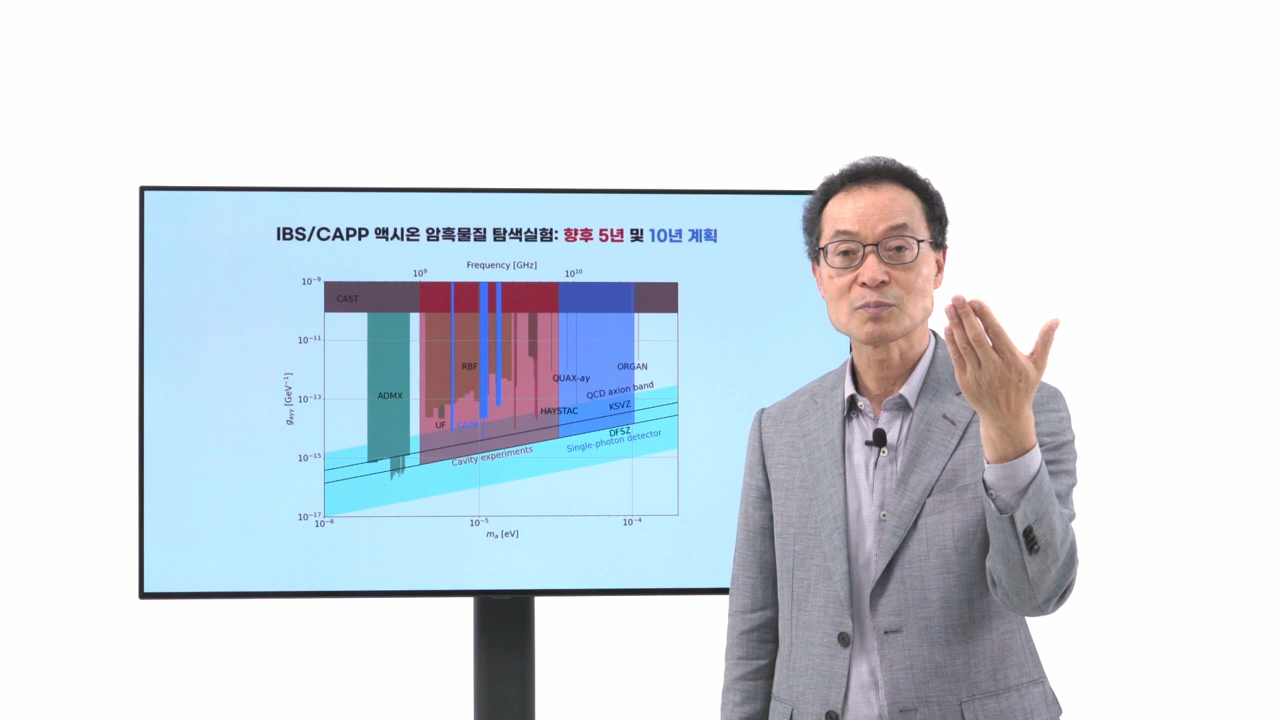 IBS/CAPP 액시온 암흑물질 탐색실험: 향후 5년 및 10년 계획
Frequency [GHz]
10⁹ 10¹⁰
10⁻⁹
CAST
10⁻¹¹
RBF
ORGAN
QUAX-aγ
QCD axion band
ADMX
10⁻¹³
KSVZ
HAYSTAC
UF CAPP
DFSZ
Single-photon detector
Cavity experiments
10⁻¹⁵
10⁻¹⁷
gₐᵧᵧ [GeV⁻¹]
10⁻⁶ 10⁻⁵ 10⁻⁴
mₐ [eV]